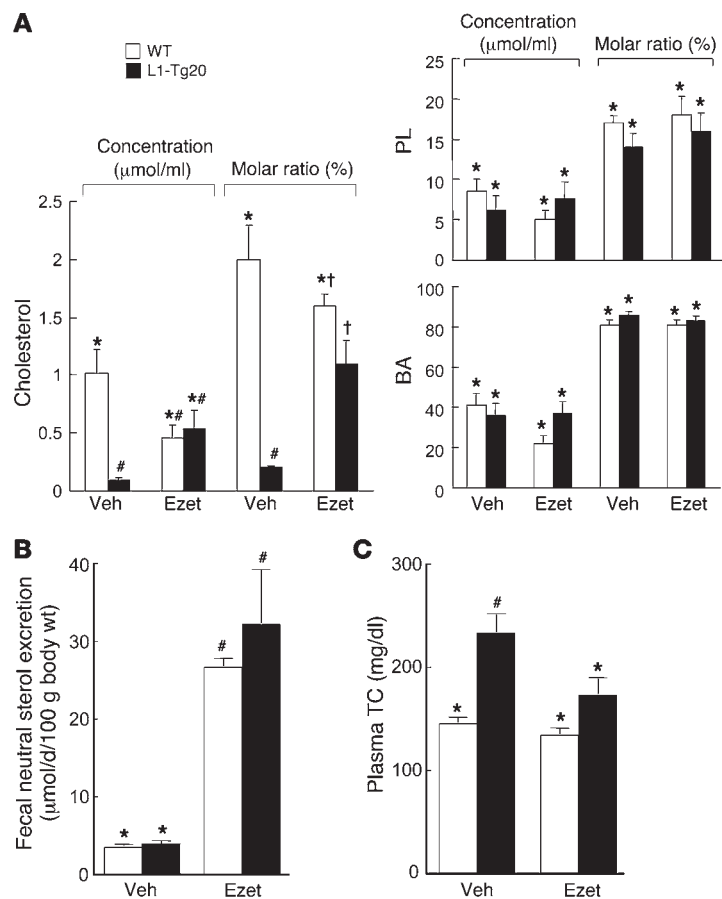 A
WT
L1-Tg20
Concentration
(μmol/ml)
Molar ratio (%)
Cholesterol
2.5
2
1.5
1
0.5
0
*
#
*#
*#
*
#
*†
†
Veh
Ezet
Veh
Ezet
Concentration
(μmol/ml)
Molar ratio (%)
PL
25
20
15
10
5
0
*
*
*
*
*
*
*
*
BA
100
80
60
40
20
0
*
*
*
*
*
*
*
*
Veh
Ezet
Veh
Ezet
B
Fecal neutral sterol excretion
(μmol/d/100 g body wt)
40
30
20
10
0
*
*
#
#
Veh
Ezet
C
Plasma TC (mg/dl)
300
200
100
0
*
#
*
*
Veh
Ezet